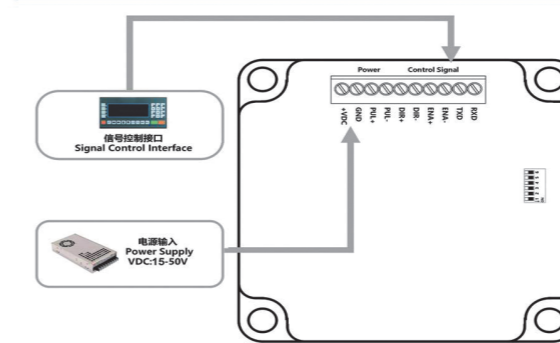 Power Control Signal
+VDC
GND
PUL+
PUL-
DIR+
DIR-
ENA+
ENA-
TXD
RXD
信号控制接口
Signal Control Interface
电源输入
Power Supply
VDC:15-50V